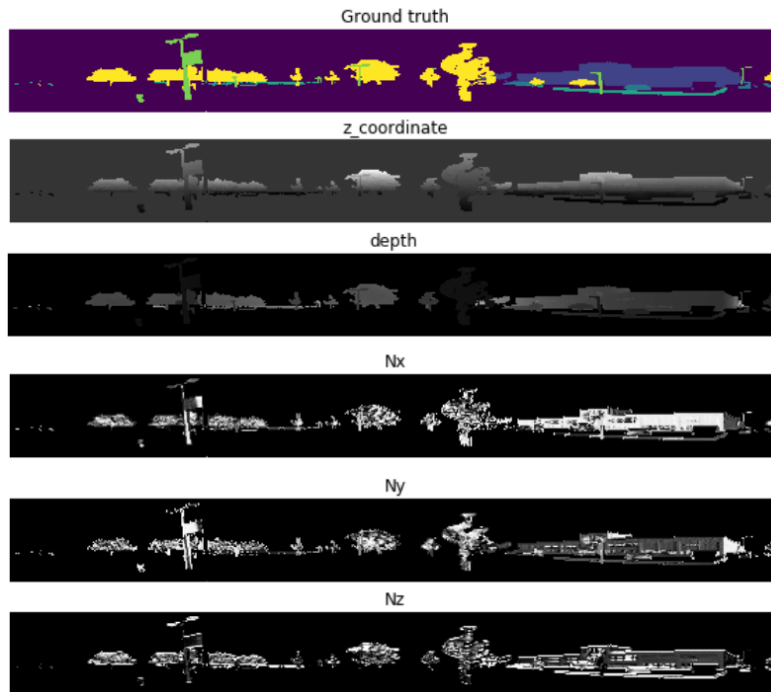 Ground truth
z_coordinate
depth
Nx
Ny
Nz